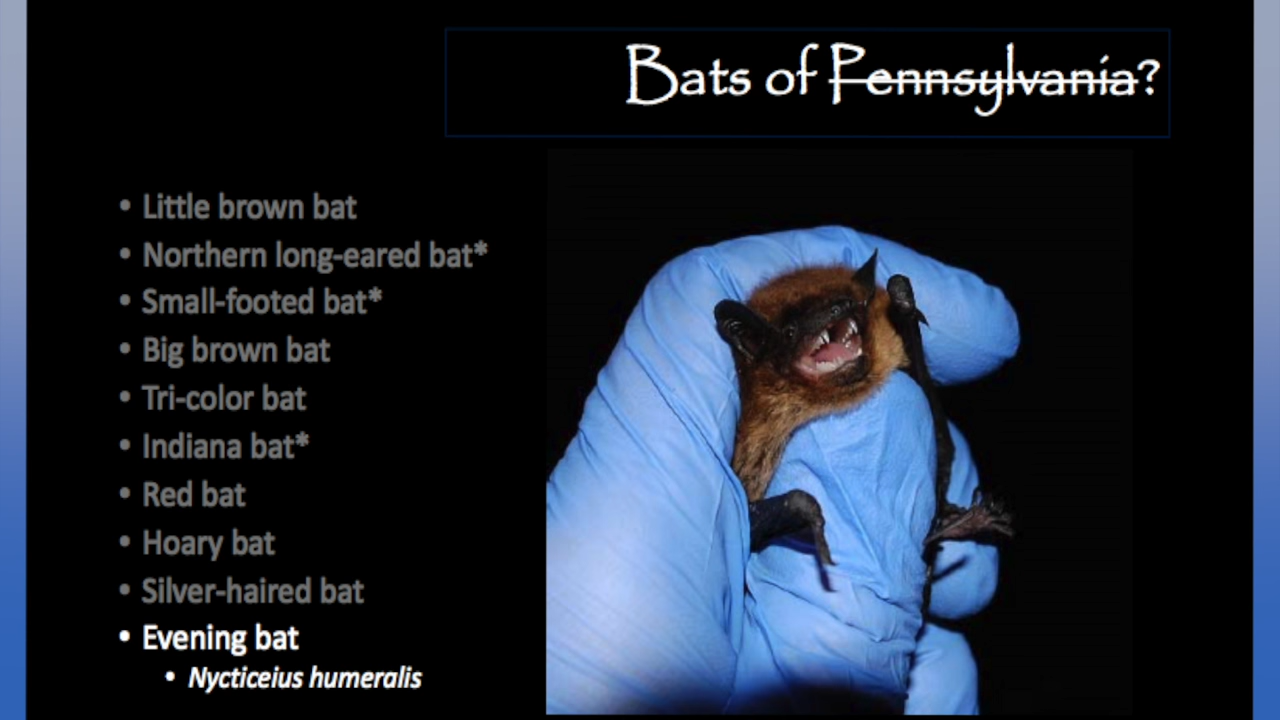 Bats of Pennsylvania?
• Little brown bat
• Northern long-eared bat*
• Small-footed bat*
• Big brown bat
• Tri-color bat
• Indiana bat*
• Red bat
• Hoary bat
• Silver-haired bat
• Evening bat
• Nycticeius humeralis